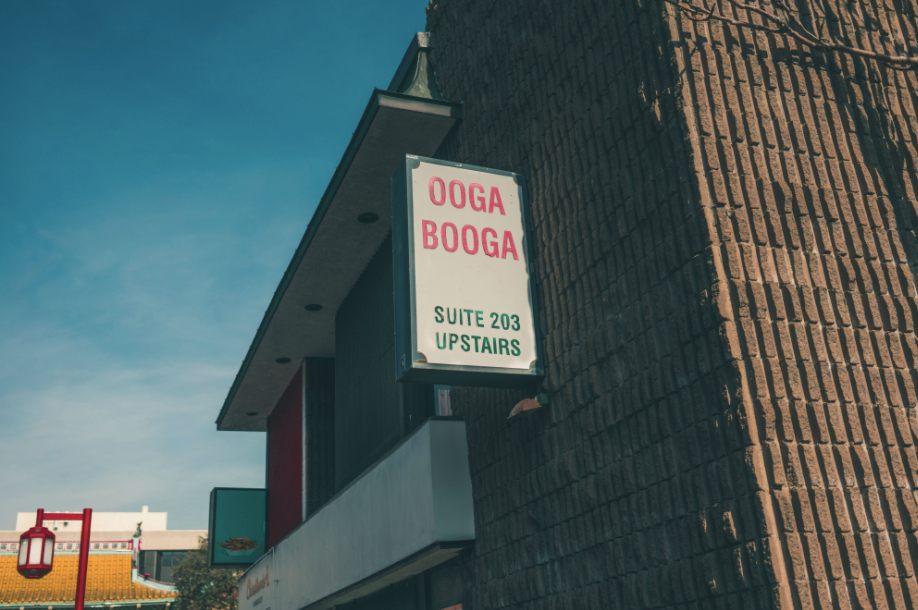 OOGA
BOOGA
SUITE 203
UPSTAIRS